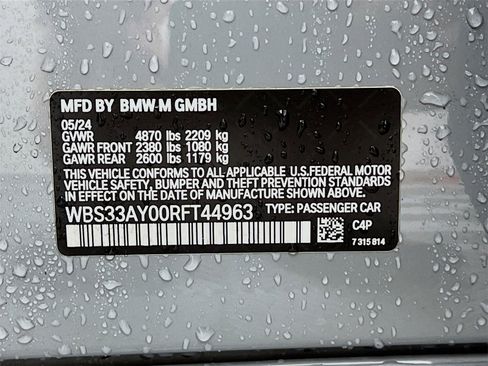 MFD BY BMW-M GMBH
05/24
GVWR 4870 lbs 2209 kg
GAWR FRONT 2380 lbs 1080 kg
GAWR REAR 2600 lbs 1179 kg
THIS VEHICLE CONFORMS TO ALL APPLICABLE U.S.FEDERAL MOTOR
VEHICLE SAFETY, BUMPER AND THEFT PREVENTION STANDARDS
IN EFFECT ON THE DATE OF MANUFACTURE SHOWN ABOVE.
WBS33AY00RFT44963 TYPE: PASSENGER CAR
C4P
7 315 814